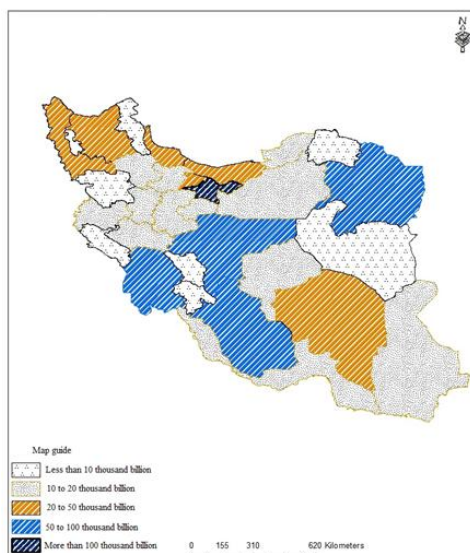 N
Map guide
Less than 10 thousand billion
10 to 20 thousand billion
20 to 50 thousand billion
50 to 100 thousand billion
More than 100 thousand billion
0 155 310 620 Kilometers